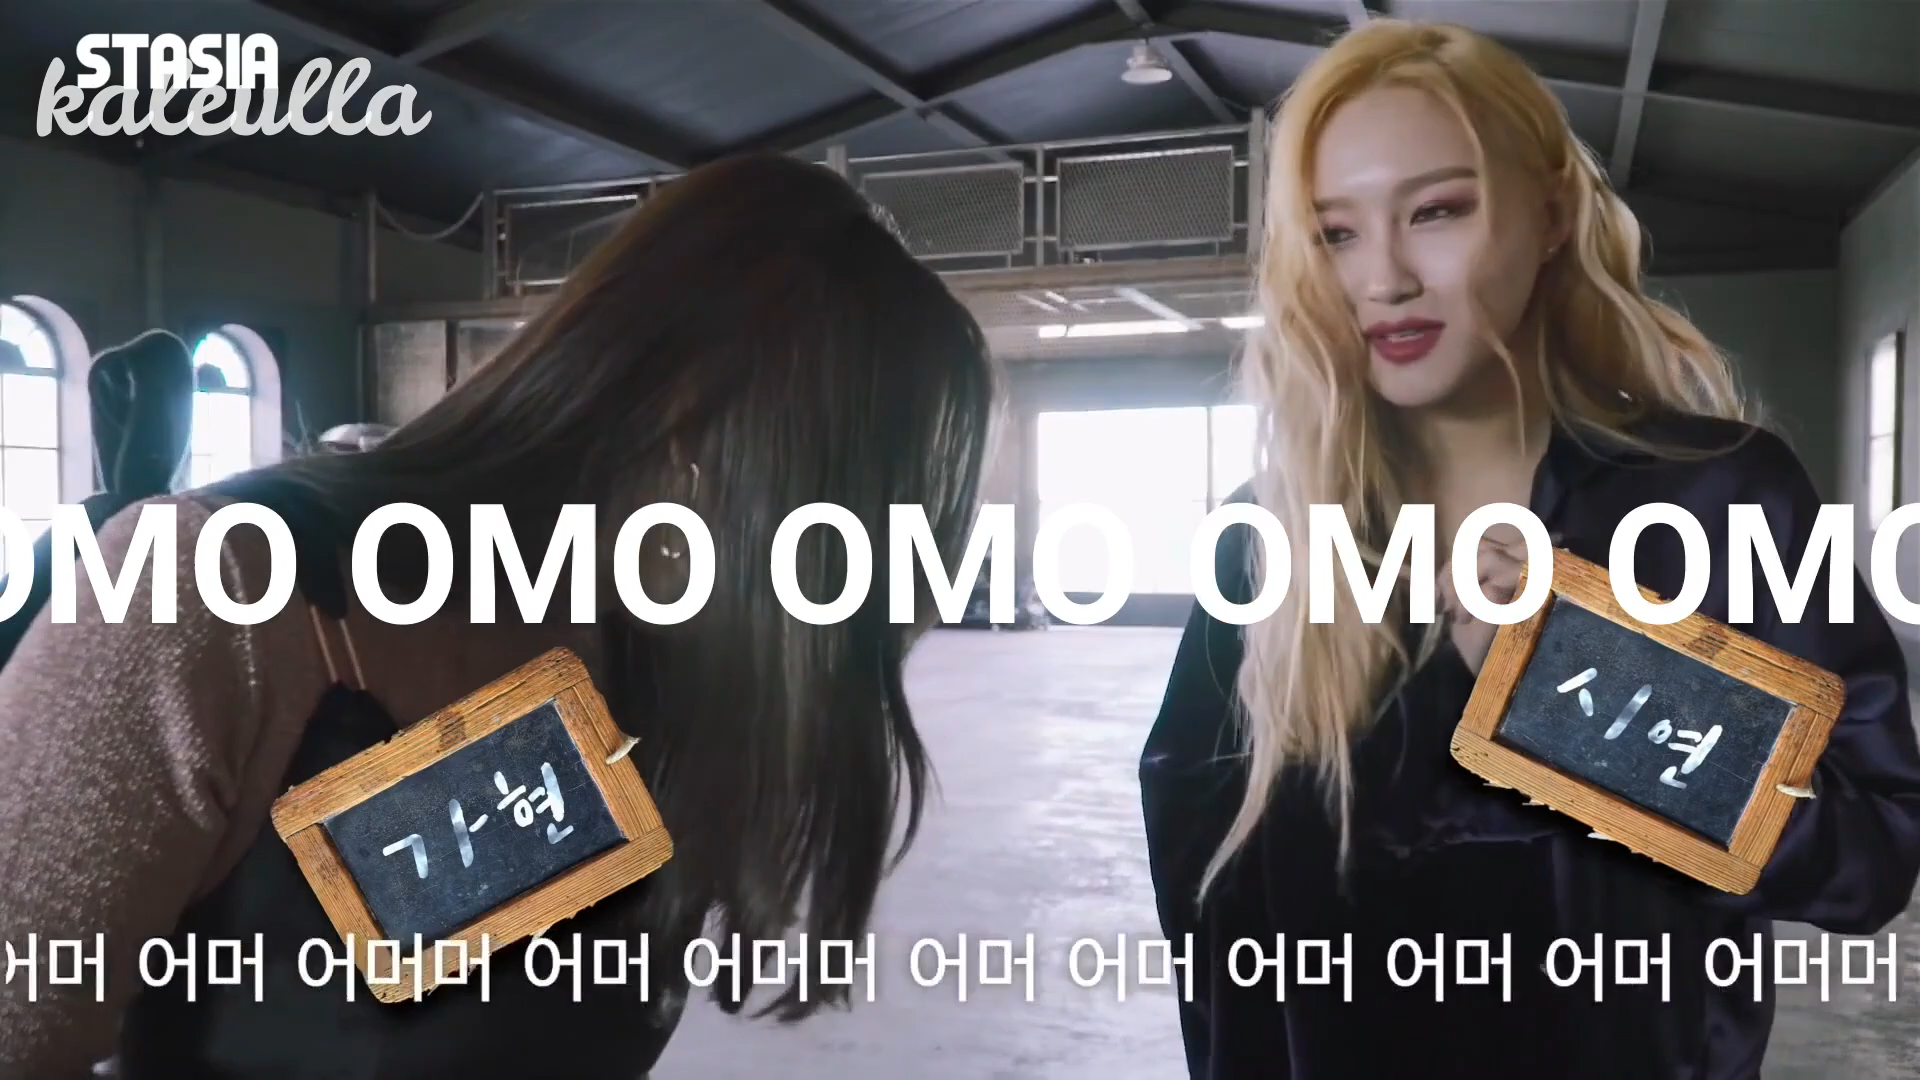 STASIA
kaleulla
OMO OMO OMO OMO OMO
가현
시연
어머 어머 어머머 어머 어머머 어머 어머 어머 어머 어머 어머머